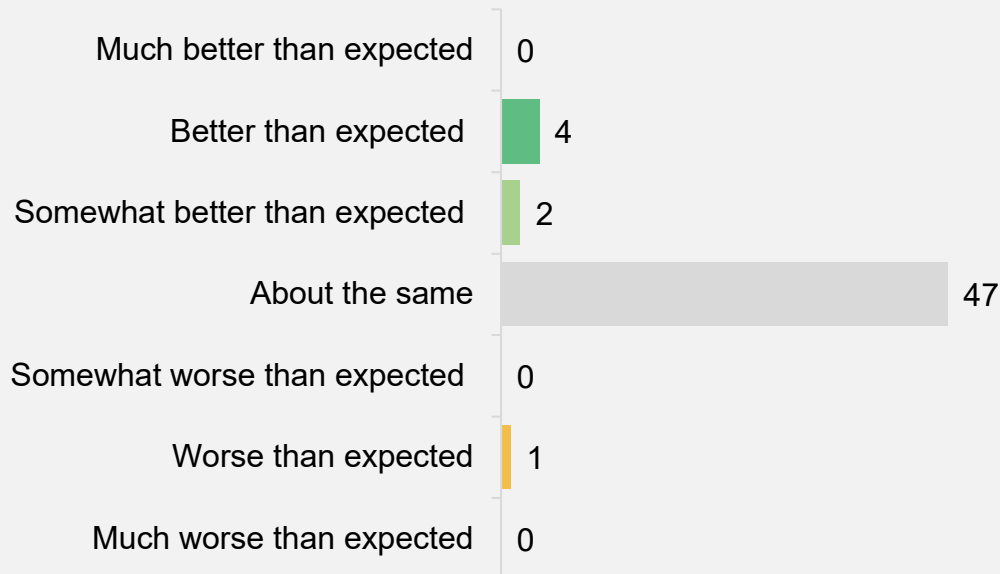 Much better than expected 0
Better than expected 4
Somewhat better than expected 2
About the same 47
Somewhat worse than expected 0
Worse than expected 1
Much worse than expected 0